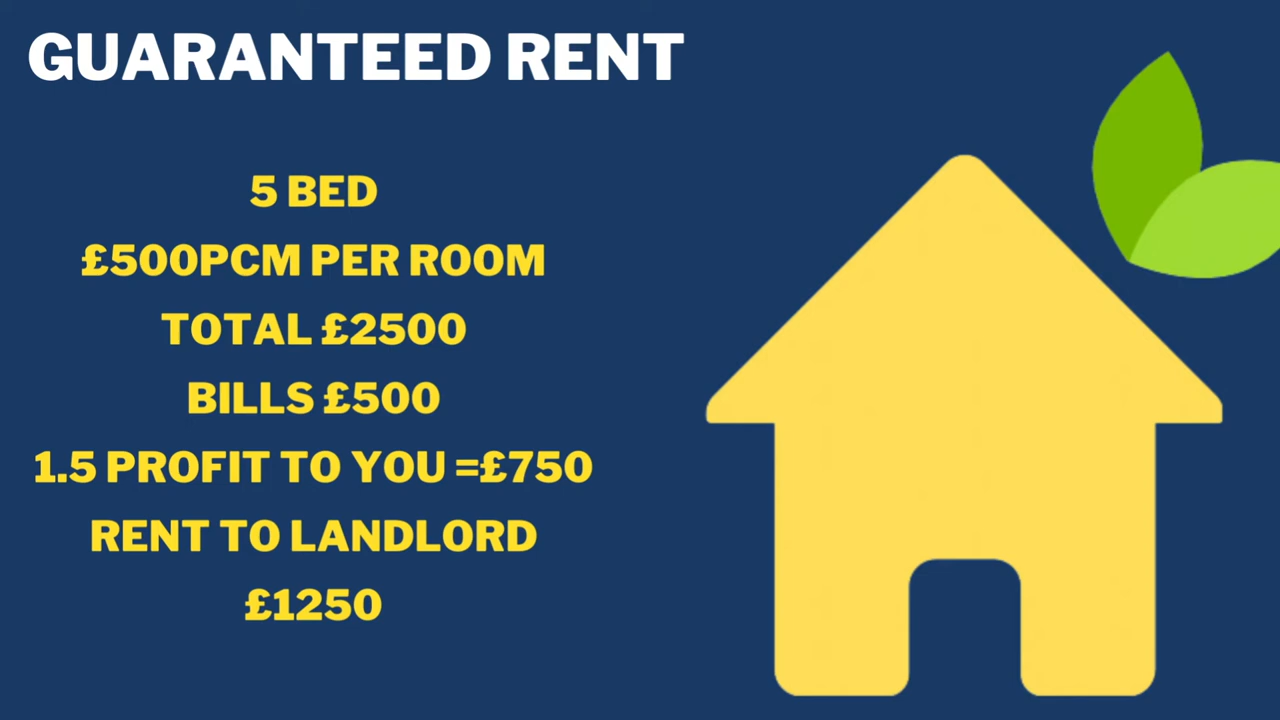 GUARANTEED RENT
5 BED
£500PCM PER ROOM
TOTAL £2500
BILLS £500
1.5 PROFIT TO YOU =£750
RENT TO LANDLORD
£1250